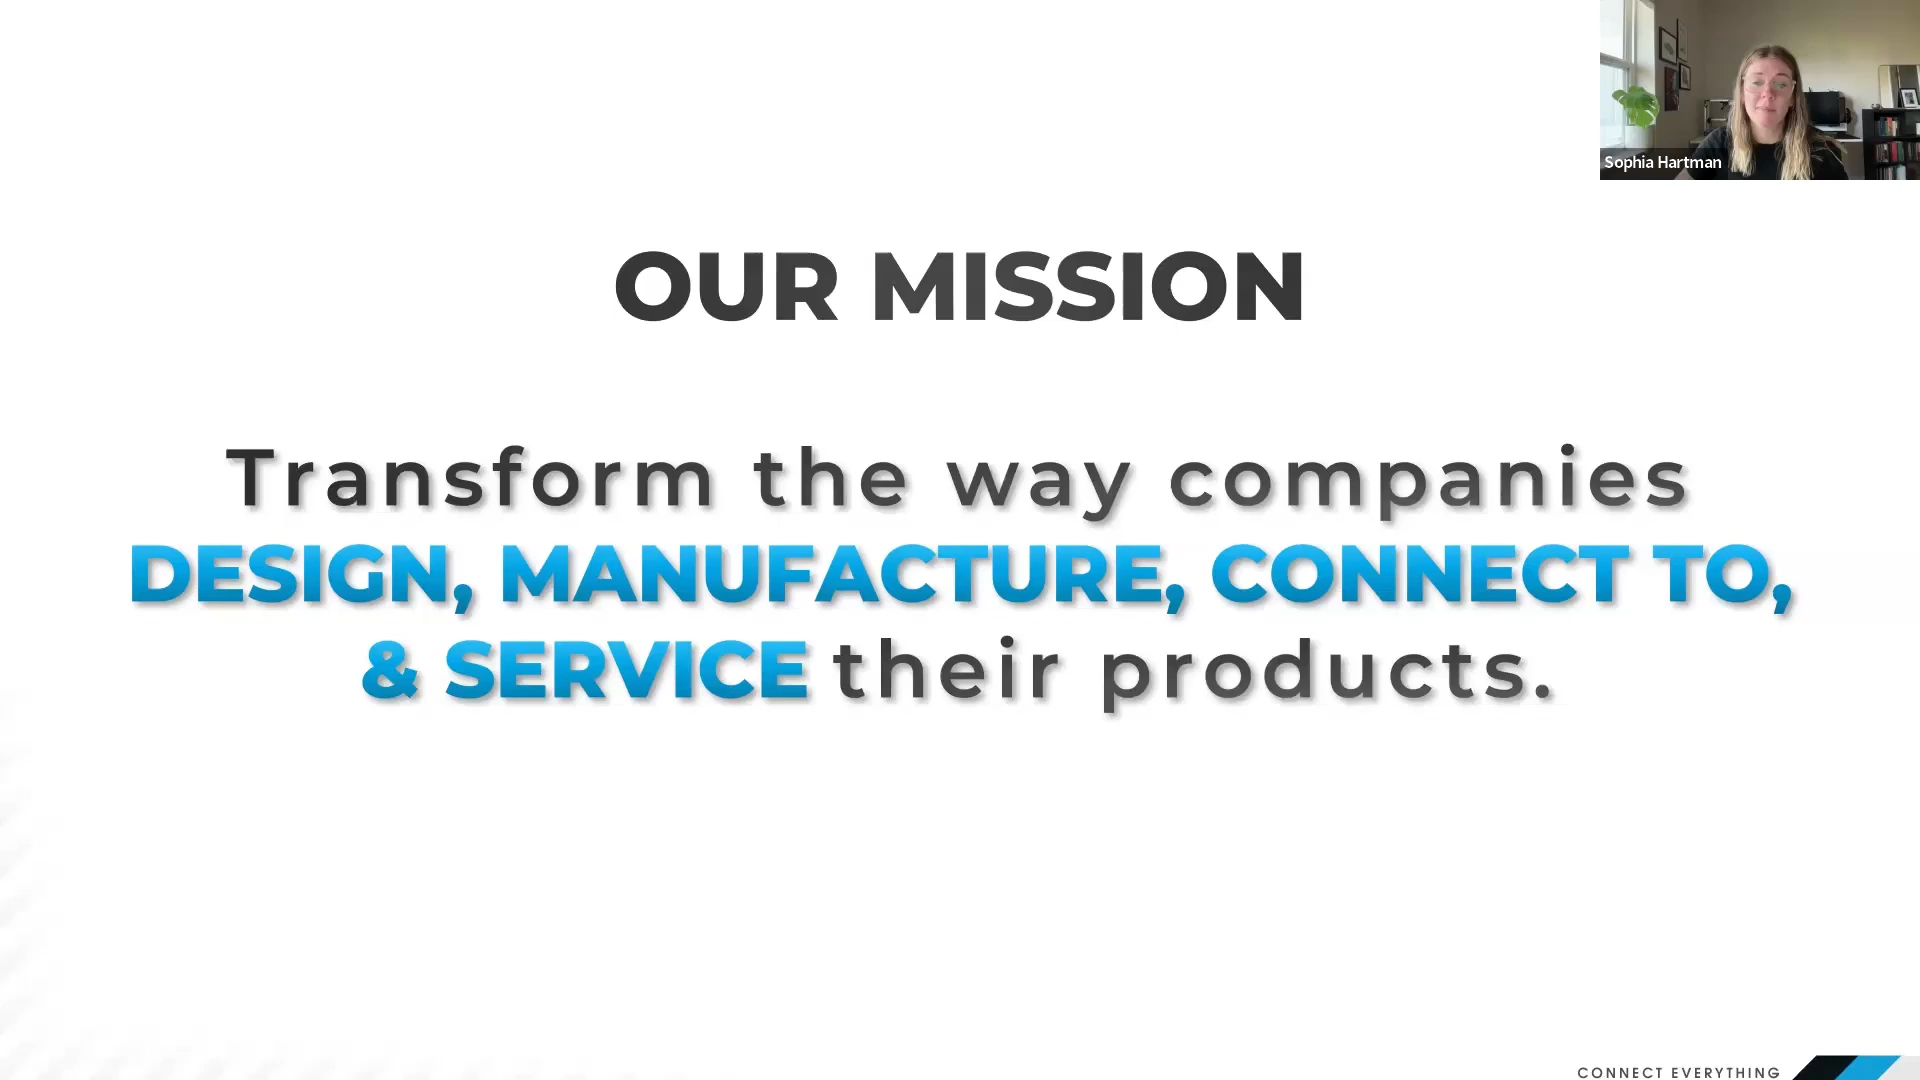 Sophia Hartman
OUR MISSION
Transform the way companies
DESIGN, MANUFACTURE, CONNECT TO,
& SERVICE their products.
CONNECT EVERYTHING